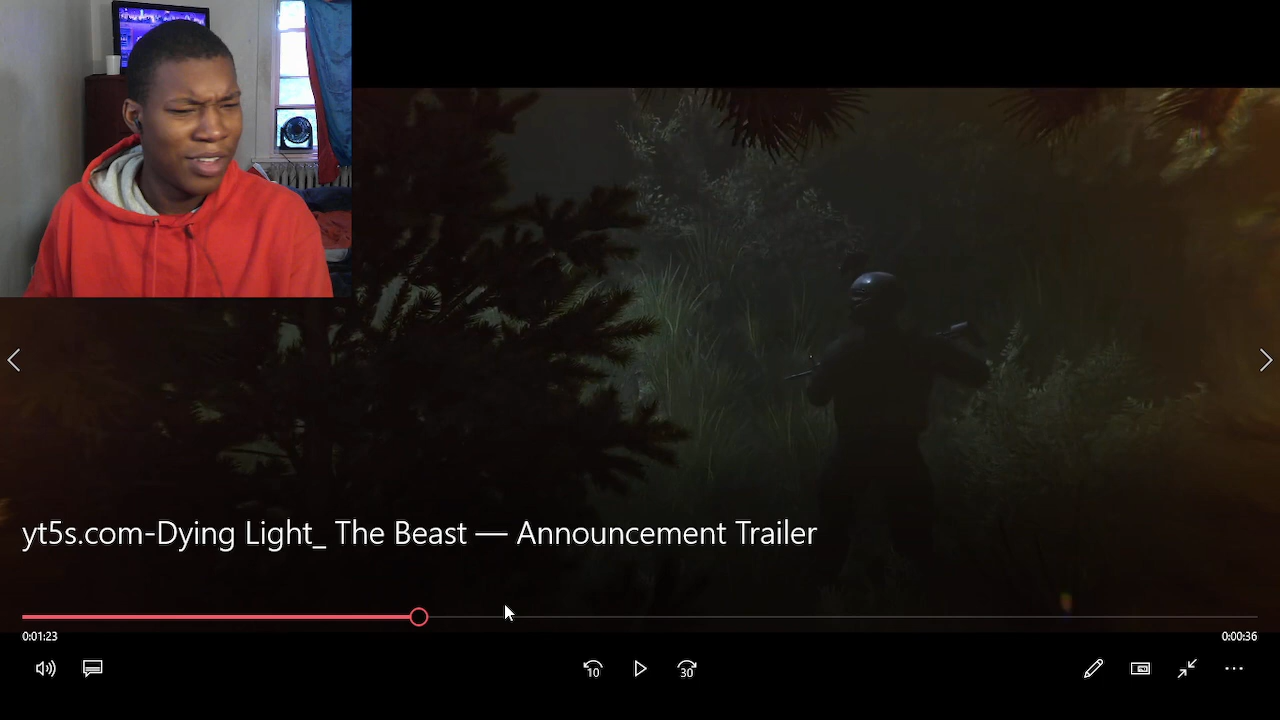 yt5s.com-Dying Light_ The Beast — Announcement Trailer
0:01:23
0:00:36
10
30